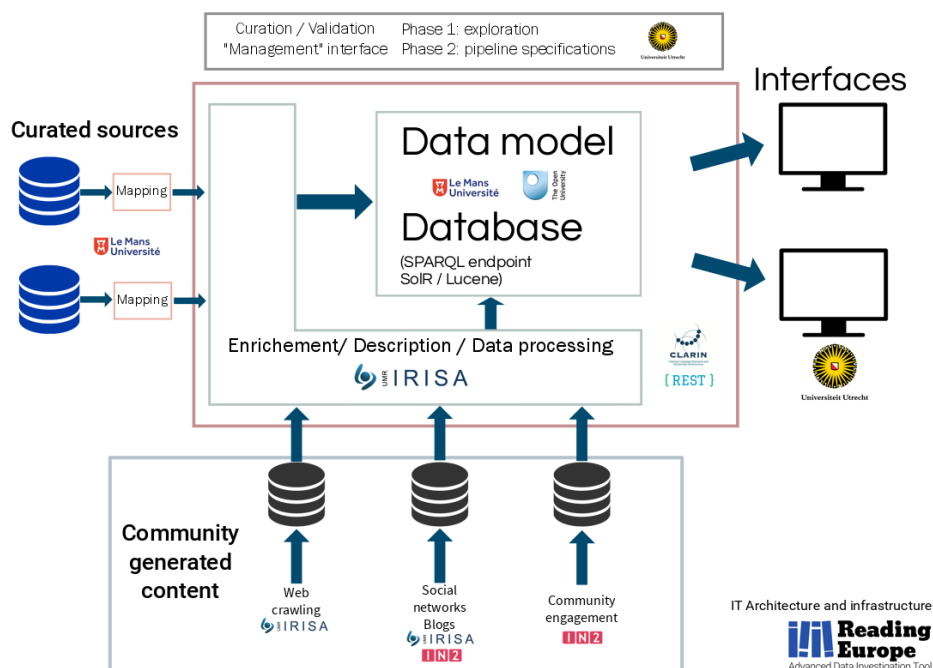 Curation / Validation
"Management" interface
Phase 1: exploration
Phase 2: pipeline specifications
Universiteit Utrecht
Interfaces
Curated sources
Mapping
Le Mans
Université
Mapping
Data model
Le Mans
Université
The Open
University
Database
(SPARQL endpoint
SolR / Lucene)
Enrichement/ Description / Data processing
UMR IRISA
CLARIN
{ REST }
Universiteit Utrecht
Community
generated
content
Web
crawling
UMR IRISA
Social
networks
Blogs
UMR IRISA
IN2
Community
engagement
IN2
IT Architecture and infrastructure
Reading
Europe
Advanced Data Investigation Tool